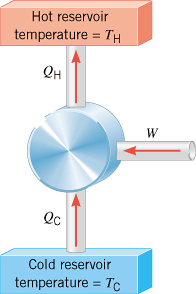 Hot reservoir
temperature = T_H
Q_H
W
Q_C
Cold reservoir
temperature = T_C